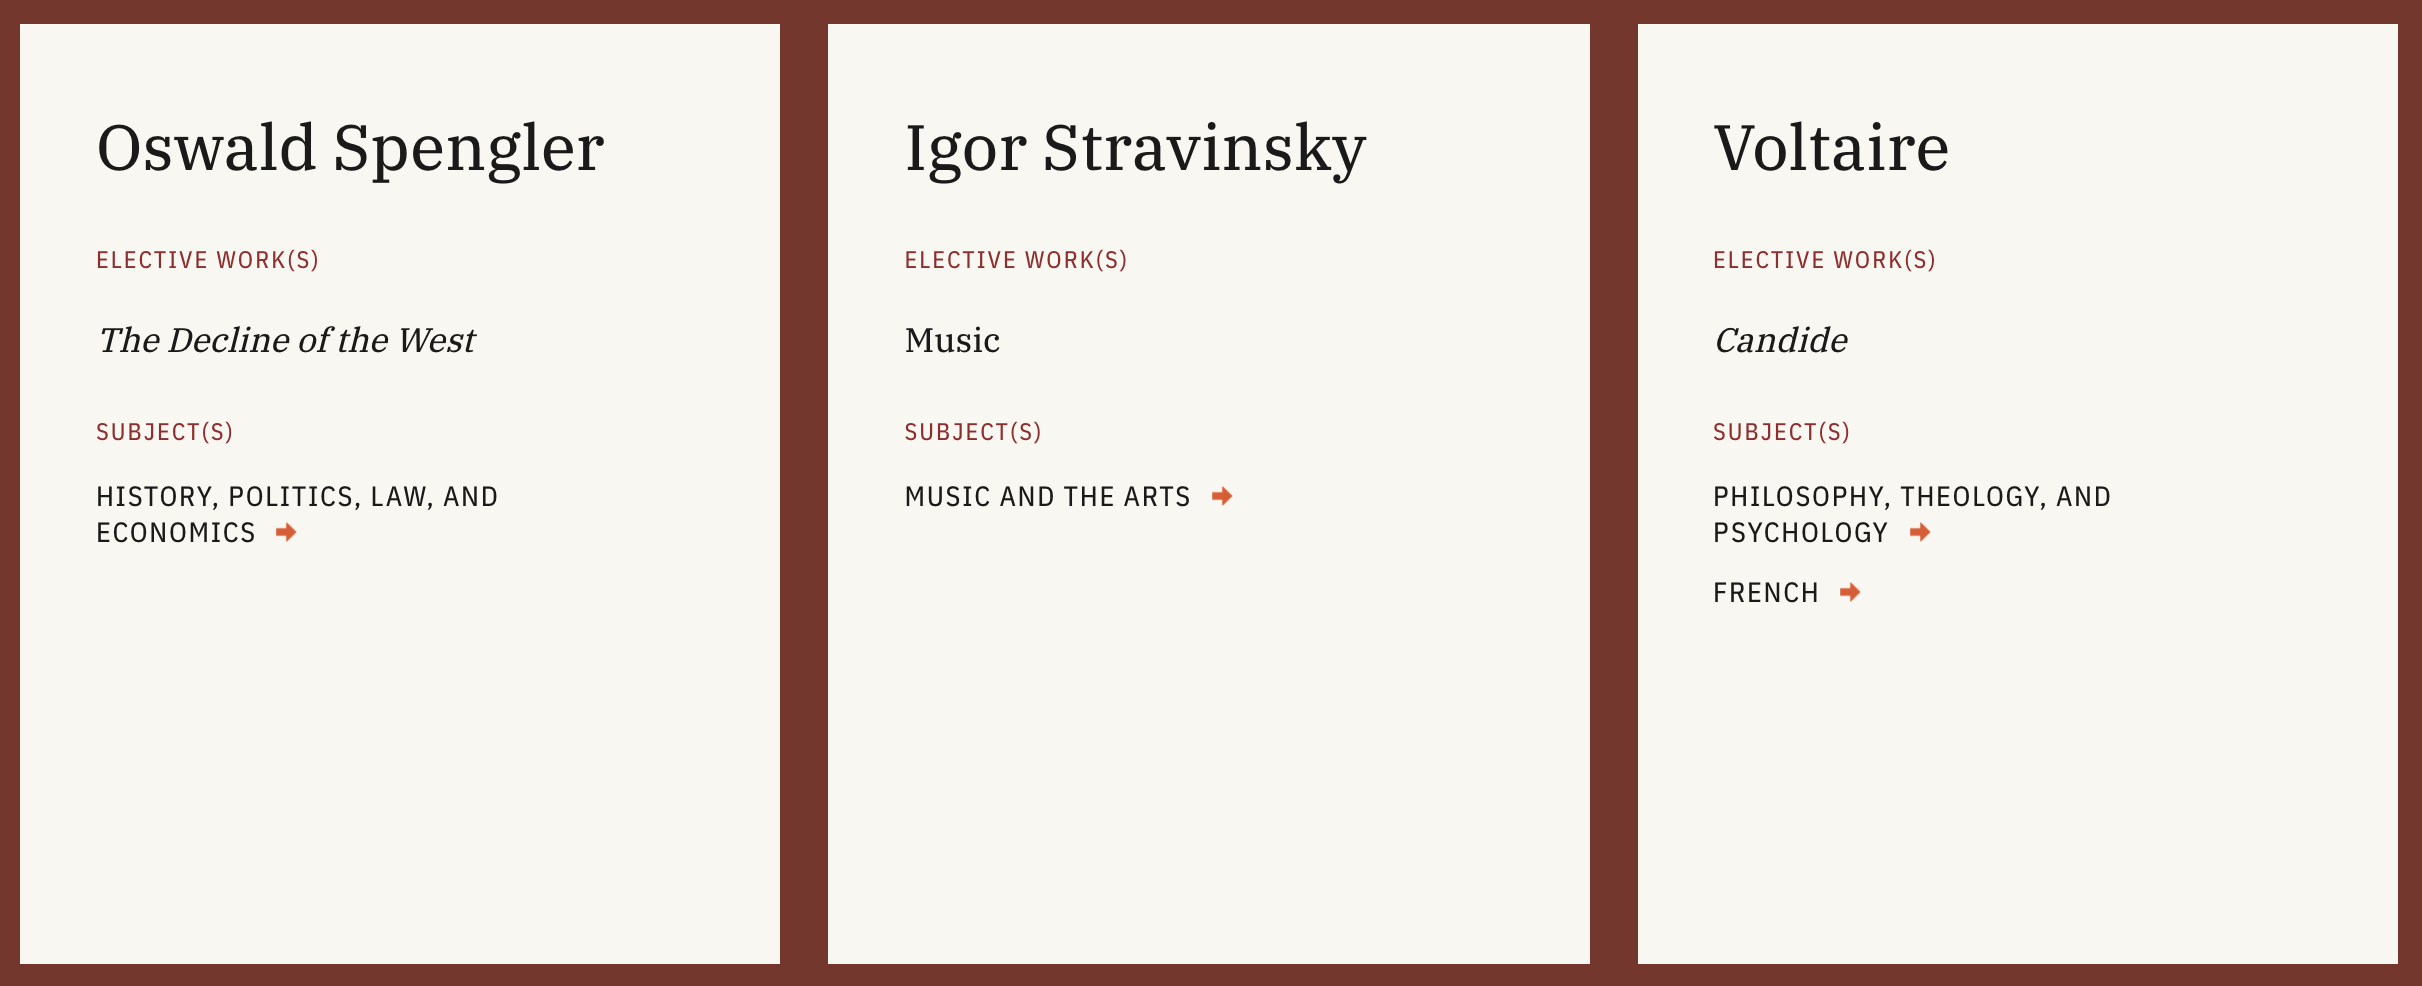 Oswald Spengler
ELECTIVE WORK(S)
The Decline of the West
SUBJECT(S)
HISTORY, POLITICS, LAW, AND
ECONOMICS
Igor Stravinsky
ELECTIVE WORK(S)
Music
SUBJECT(S)
MUSIC AND THE ARTS
Voltaire
ELECTIVE WORK(S)
Candide
SUBJECT(S)
PHILOSOPHY, THEOLOGY, AND
PSYCHOLOGY
FRENCH